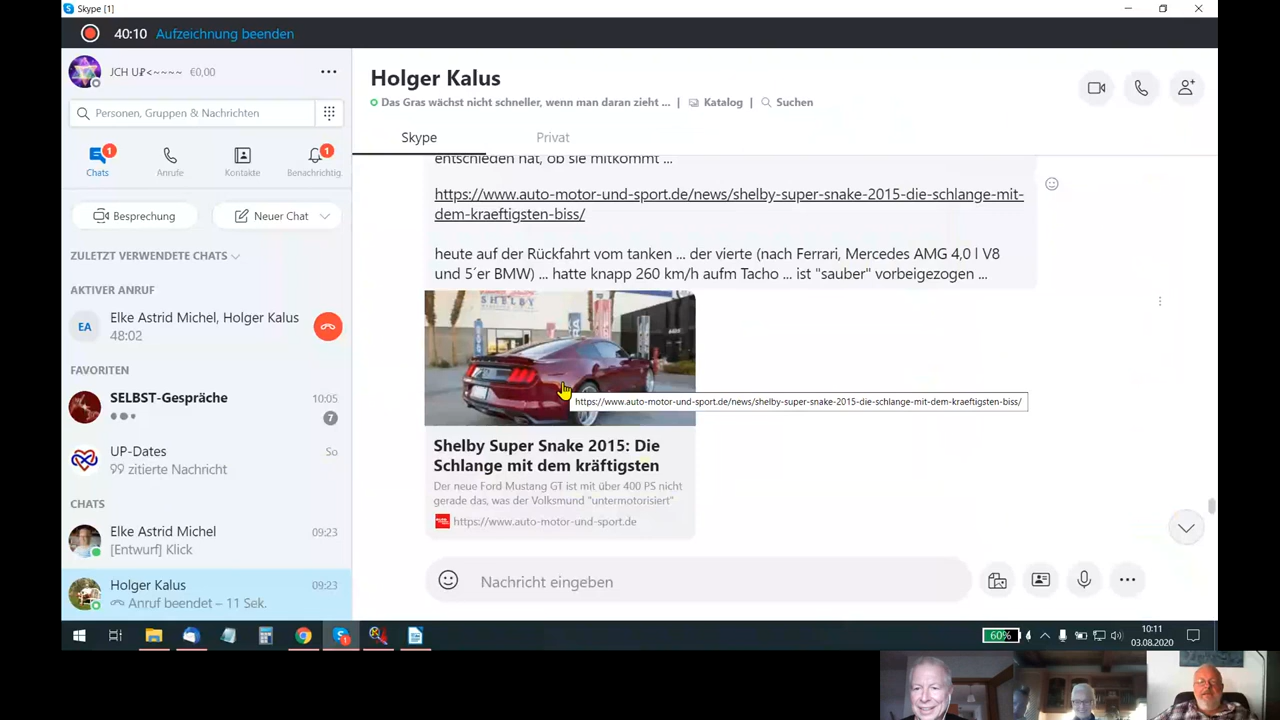 Skype [1]
40:10 Aufzeichnung beenden
JCH U₽<~~~~ €0,00
Personen, Gruppen & Nachrichten
Chats
Anrufe
Kontakte
Benachrichtig.
1
1
Besprechung
Neuer Chat
ZULETZT VERWENDETE CHATS
AKTIVER ANRUF
EA
Elke Astrid Michel, Holger Kalus
48:02
FAVORITEN
SELBST-Gespräche 10:05
7
UP-Dates So
99 zitierte Nachricht
CHATS
Elke Astrid Michel 09:23
[Entwurf] Klick
Holger Kalus 09:23
Anruf beendet – 11 Sek.
Holger Kalus
Das Gras wächst nicht schneller, wenn man daran zieht ... | Katalog | Suchen
Skype Privat
entschieden hat, ob sie mitkommt ...
https://www.auto-motor-und-sport.de/news/shelby-super-snake-2015-die-schlange-mit-
dem-kraeftigsten-biss/
heute auf der Rückfahrt vom tanken ... der vierte (nach Ferrari, Mercedes AMG 4,0 l V8
und 5´er BMW) ... hatte knapp 260 km/h aufm Tacho ... ist "sauber" vorbeigezogen ...
SHELBY
https://www.auto-motor-und-sport.de/news/shelby-super-snake-2015-die-schlange-mit-dem-kraeftigsten-biss/
Shelby Super Snake 2015: Die
Schlange mit dem kräftigsten
Der neue Ford Mustang GT ist mit über 400 PS nicht
gerade das, was der Volksmund "untermotorisiert"
https://www.auto-motor-und-sport.de
Nachricht eingeben
60%
10:11
03.08.2020